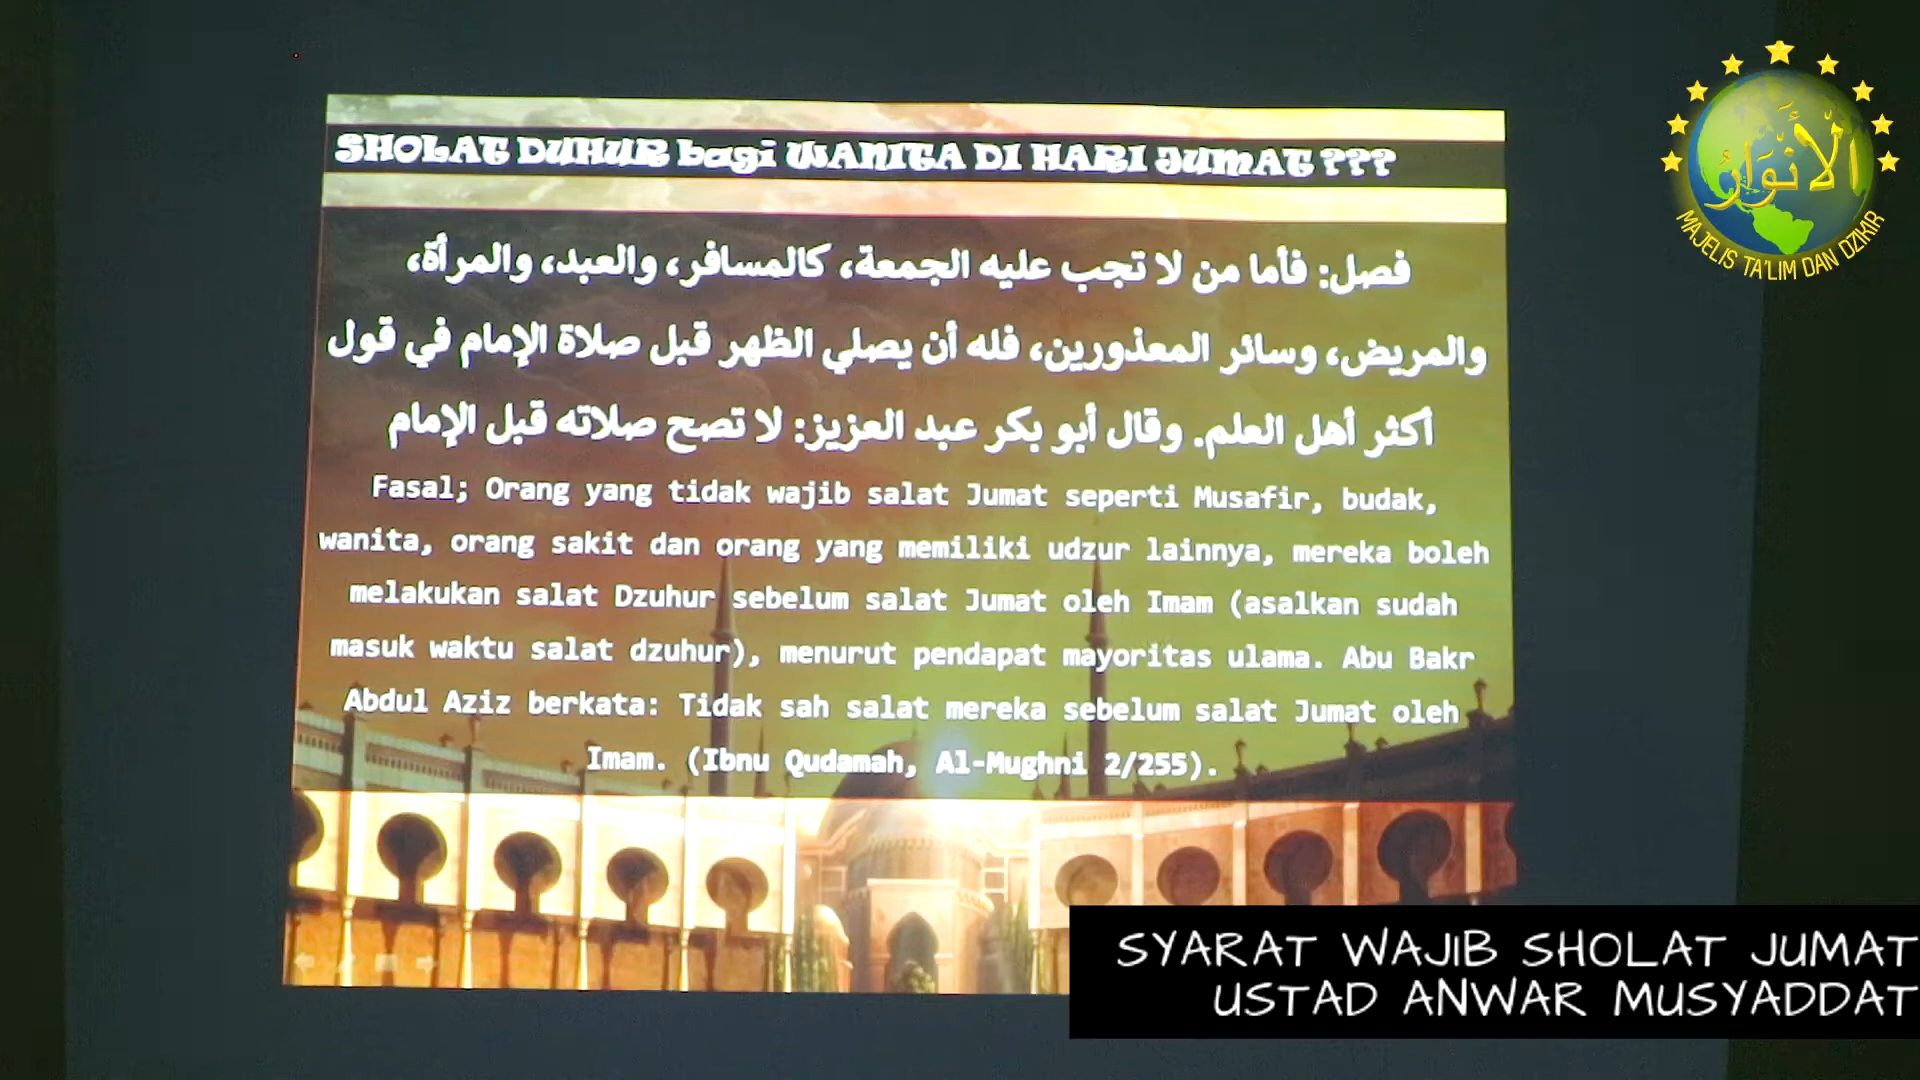 SHOLAT DUHUR bagi WANITA DI HARI JUMAT ???
فصل: فأما من لا تجب عليه الجمعة، كالمسافر، والعبد، والمرأة،
والمريض، وسائر المعذورين، فله أن يصلي الظهر قبل صلاة الإمام في قول
أكثر أهل العلم. وقال أبو بكر عبد العزيز: لا تصح صلاته قبل الإمام
Fasal; Orang yang tidak wajib salat Jumat seperti Musafir, budak,
wanita, orang sakit dan orang yang memiliki udzur lainnya, mereka boleh
melakukan salat Dzuhur sebelum salat Jumat oleh Imam (asalkan sudah
masuk waktu salat dzuhur), menurut pendapat mayoritas ulama. Abu Bakr
Abdul Aziz berkata: Tidak sah salat mereka sebelum salat Jumat oleh
Imam. (Ibnu Qudamah, Al-Mughni 2/255).
الأَنْوَارُ
MAJELIS TA'LIM DAN DZIKIR
SYARAT WAJIB SHOLAT JUMAT
USTAD ANWAR MUSYADDAT